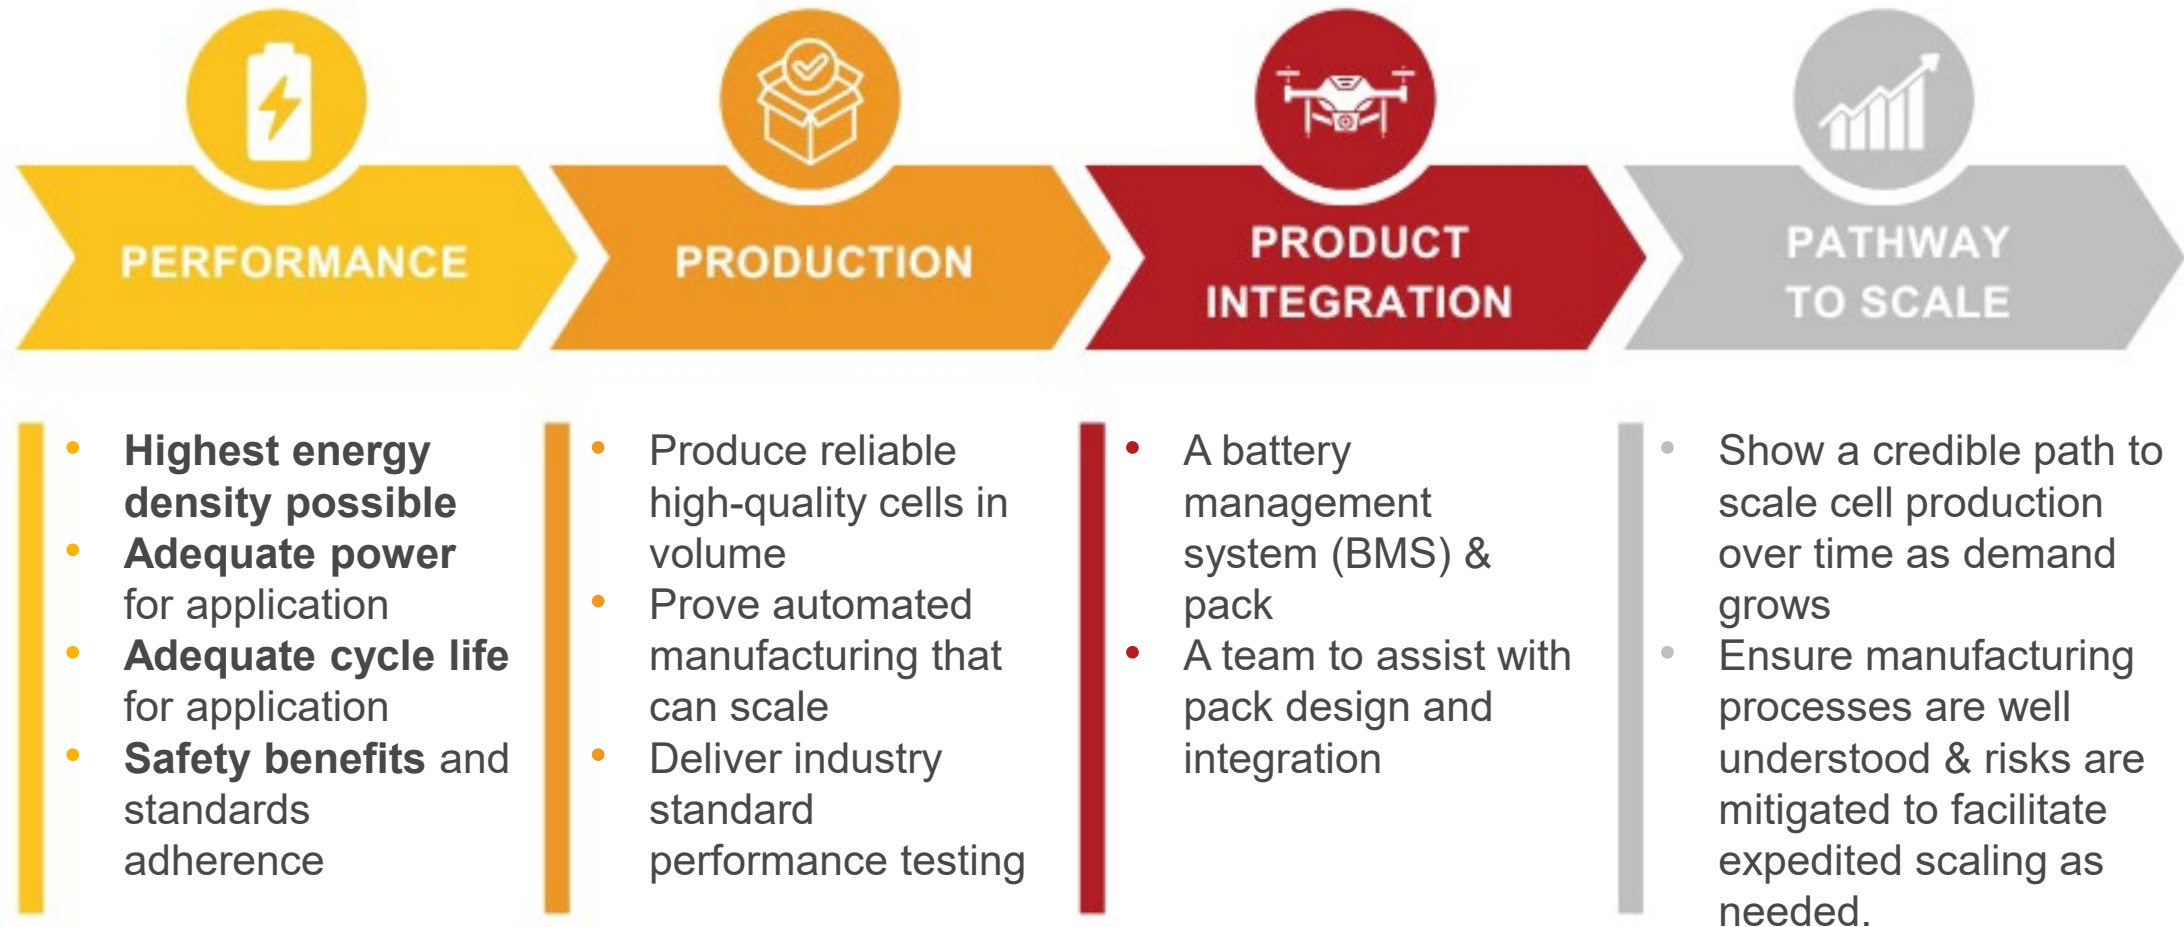 PERFORMANCE
PRODUCTION
PRODUCT
INTEGRATION
PATHWAY
TO SCALE
• Highest energy
density possible
• Adequate power
for application
• Adequate cycle life
for application
• Safety benefits and
standards
adherence
• Produce reliable
high-quality cells in
volume
• Prove automated
manufacturing that
can scale
• Deliver industry
standard
performance testing
• A battery
management
system (BMS) &
pack
• A team to assist with
pack design and
integration
• Show a credible path to
scale cell production
over time as demand
grows
• Ensure manufacturing
processes are well
understood & risks are
mitigated to facilitate
expedited scaling as
needed.